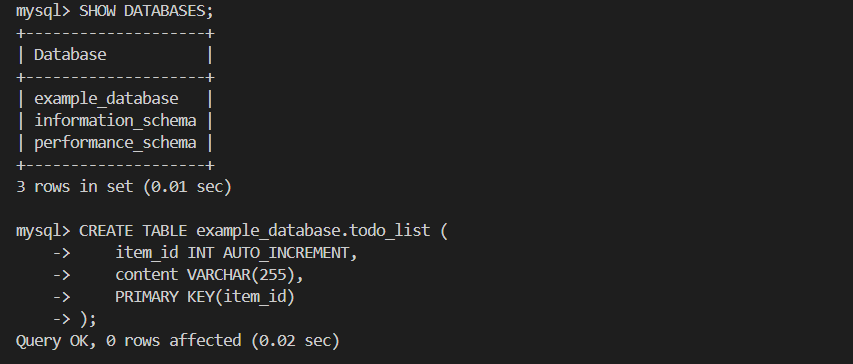 mysql> SHOW DATABASES;
+--------------------+
| Database           |
+--------------------+
| example_database   |
| information_schema |
| performance_schema |
+--------------------+
3 rows in set (0.01 sec)
mysql> CREATE TABLE example_database.todo_list (
    ->     item_id INT AUTO_INCREMENT,
    ->     content VARCHAR(255),
    ->     PRIMARY KEY(item_id)
    -> );
Query OK, 0 rows affected (0.02 sec)